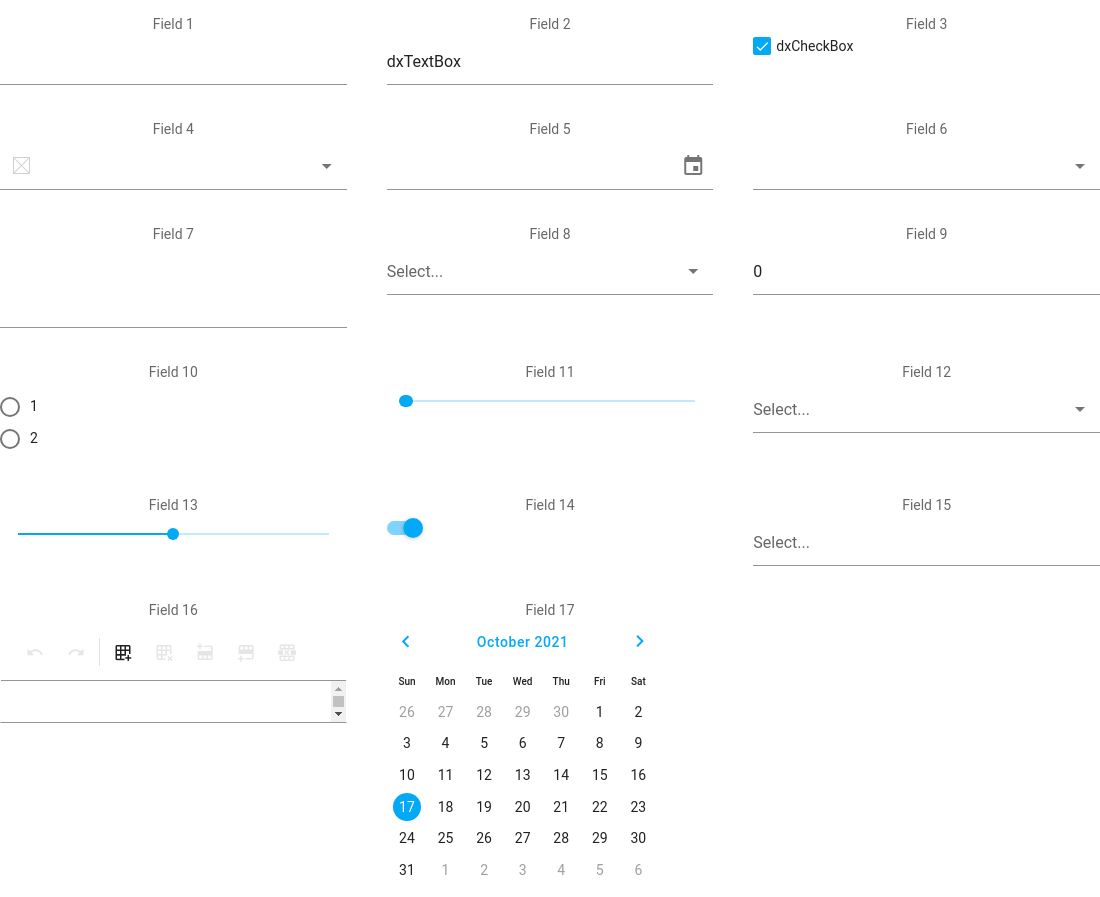 Field 1
Field 2
Field 3
dxTextBox
dxCheckBox
Field 4
Field 5
Field 6
Field 7
Field 8
Field 9
Select...
0
Field 10
Field 11
Field 12
1
2
Select...
Field 13
Field 14
Field 15
Select...
Field 16
Field 17
October 2021
Sun Mon Tue Wed Thu Fri Sat
26 27 28 29 30 1 2
3 4 5 6 7 8 9
10 11 12 13 14 15 16
17 18 19 20 21 22 23
24 25 26 27 28 29 30
31 1 2 3 4 5 6